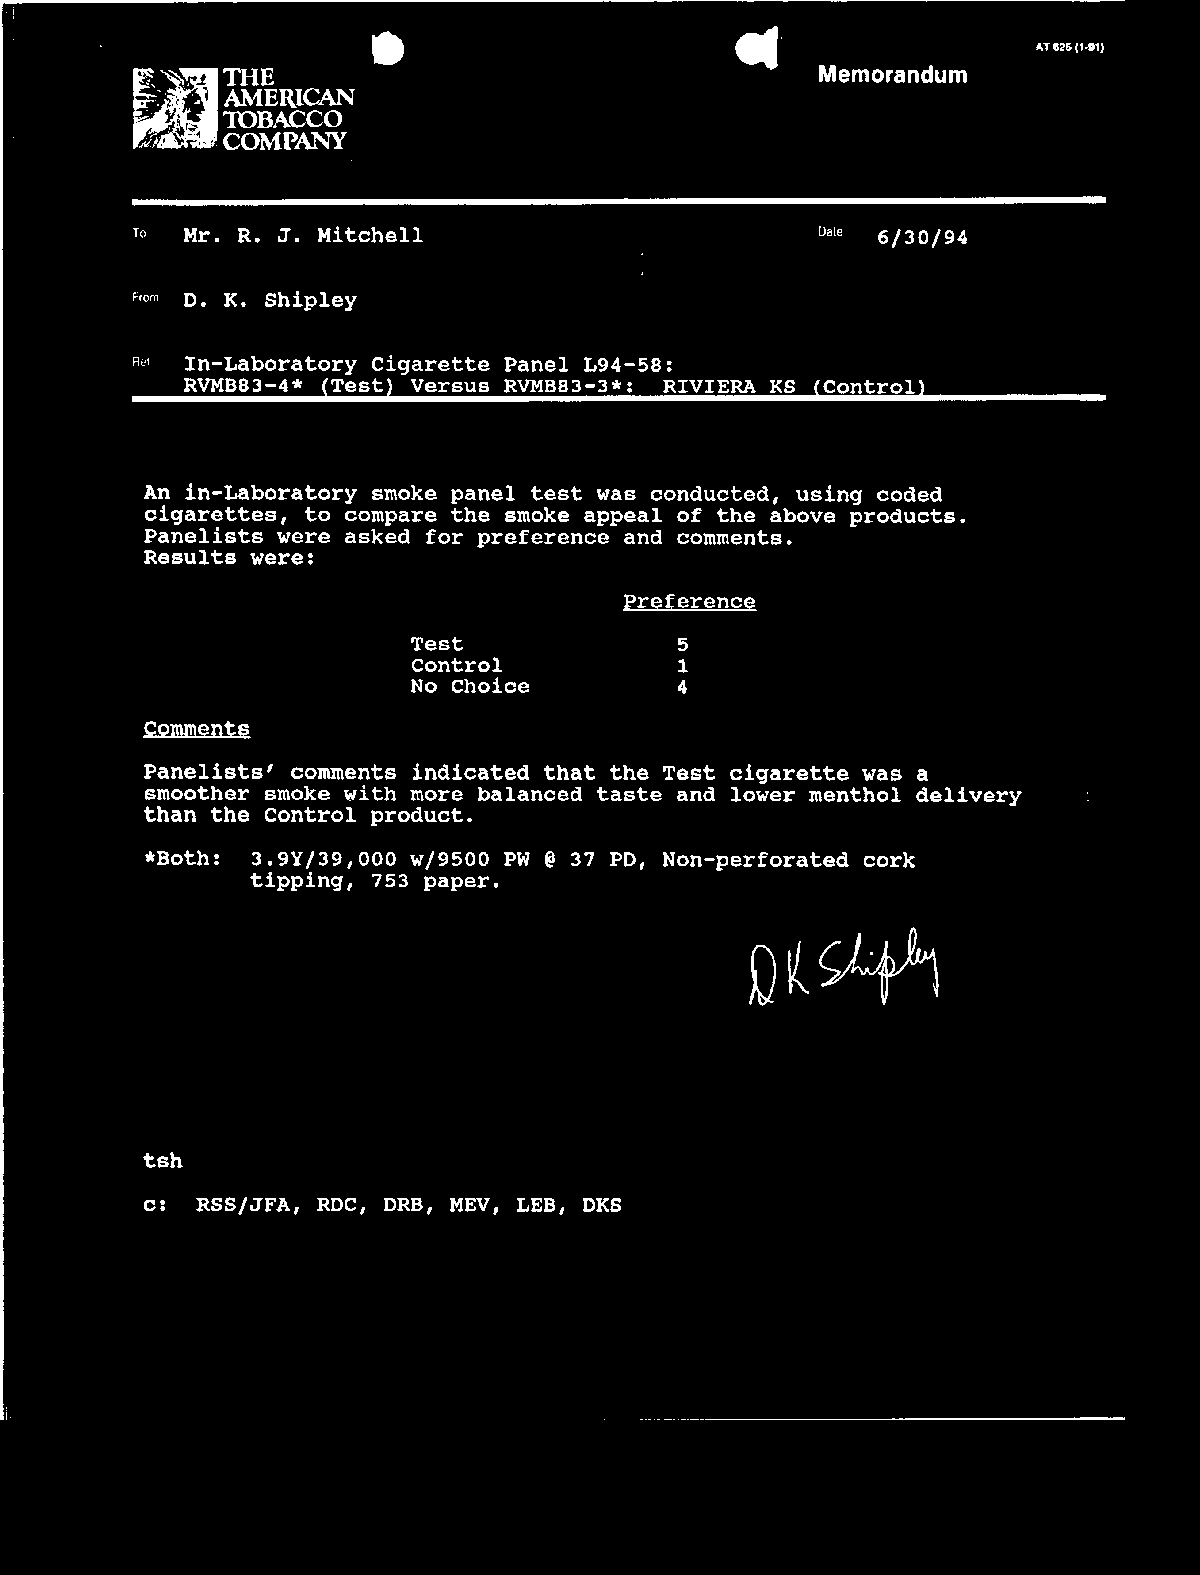 AT 625 (1-91)
THE
AMERICAN
TOBACCO
COMPANY
Memorandum
To Mr. R. J. Mitchell Date 6/30/94
From D. K. Shipley
Ref. In-Laboratory Cigarette Panel L94-58:
RVMB83-4* (Test) Versus RVMB83-3*: RIVIERA KS (Control)
An in-Laboratory smoke panel test was conducted, using coded
cigarettes, to compare the smoke appeal of the above products.
Panelists were asked for preference and comments.
Results were:
Preference
Test 5
Control 1
No Choice 4
Comments
Panelists' comments indicated that the Test cigarette was a
smoother smoke with more balanced taste and lower menthol delivery
than the Control product.
*Both: 3.9Y/39,000 w/9500 PW @ 37 PD, Non-perforated cork
tipping, 753 paper.
DK Shipley
tsh
c: RSS/JFA, RDC, DRB, MEV, LEB, DKS